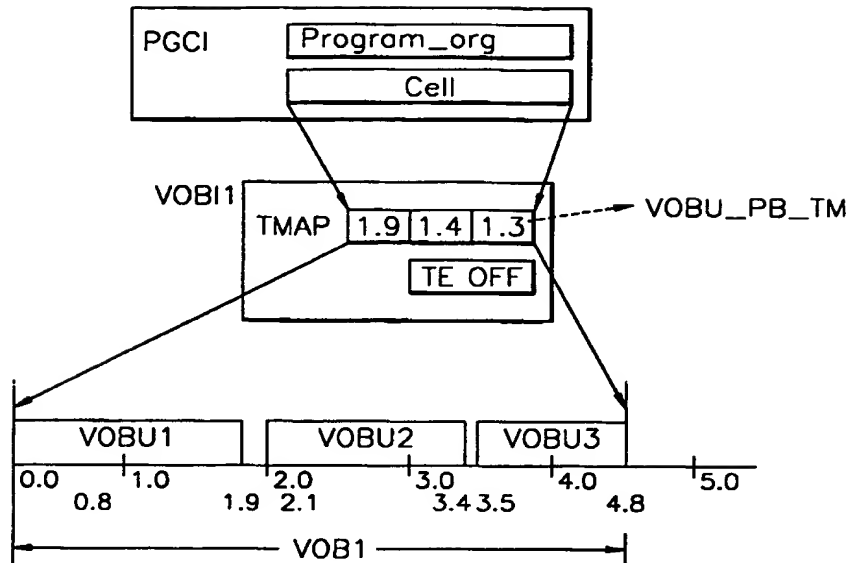 PGCI
Program_org
Cell
VOBI1
TMAP 1.9 1.4 1.3
VOBU_PB_TM
TE OFF
VOBU1 VOBU2 VOBU3
0.0 1.0 2.0 3.0 4.0 5.0
0.8 1.9 2.1 3.4 3.5 4.8
VOB1